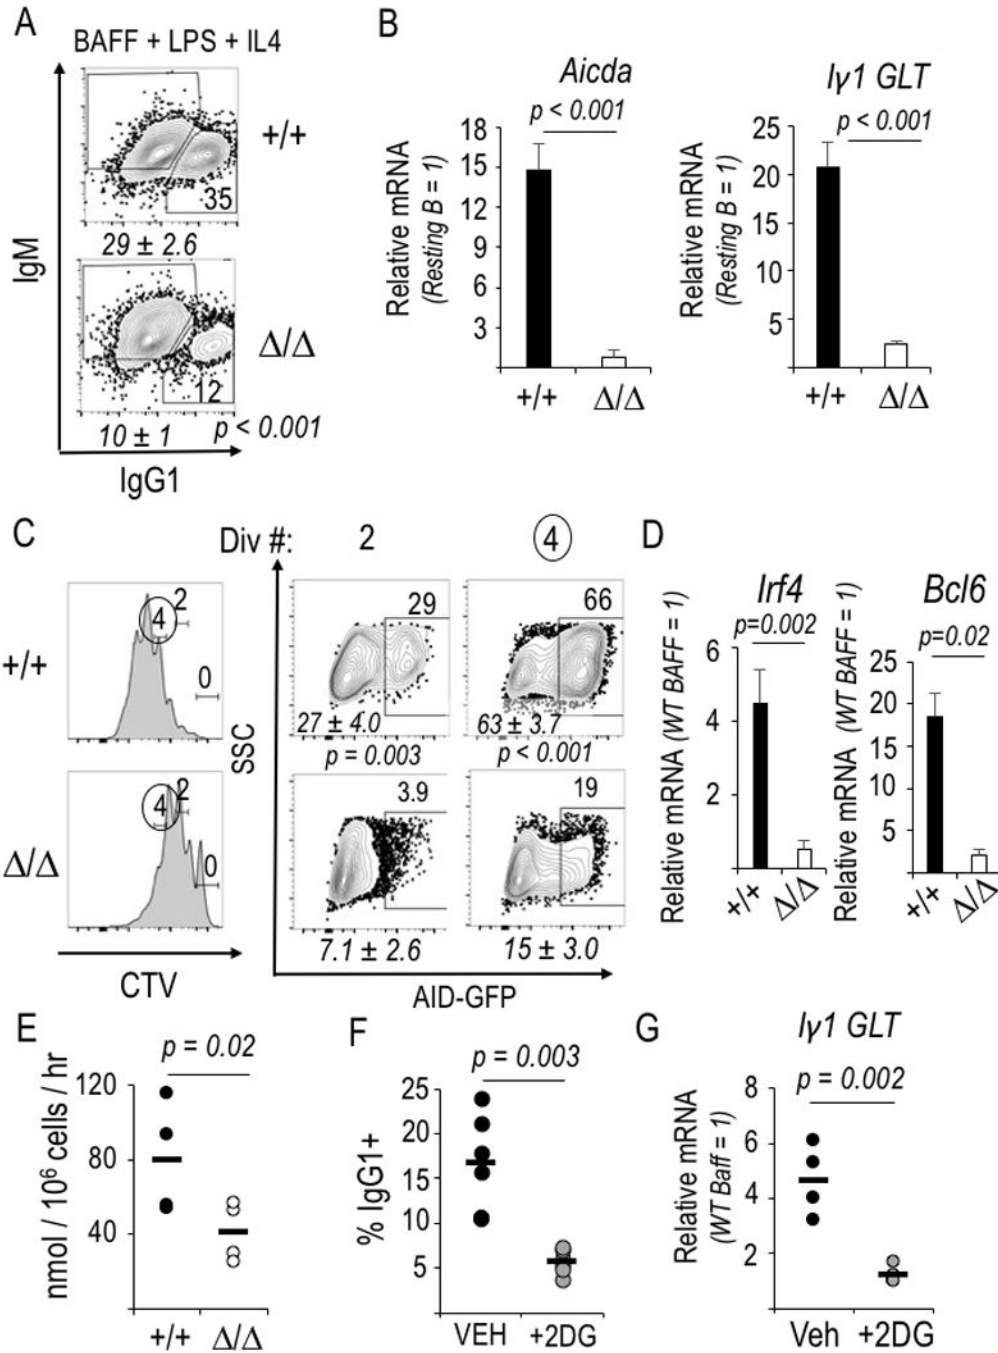 A
BAFF + LPS + IL4
+/+
35
29 ± 2.6
IgM
Δ/Δ
12
10 ± 1
p < 0.001
IgG1
B
Aicda
p < 0.001
Relative mRNA
(Resting B = 1)
18
15
12
9
6
3
+/+
Δ/Δ
Iγ1 GLT
p < 0.001
Relative mRNA
(Resting B = 1)
25
20
15
10
5
+/+
Δ/Δ
C
Div #:
2
4
+/+
4
2
0
Δ/Δ
4
2
0
CTV
SSC
29
27 ± 4.0
p = 0.003
66
63 ± 3.7
p < 0.001
3.9
7.1 ± 2.6
19
15 ± 3.0
AID-GFP
D
Irf4
p=0.002
Relative mRNA (WT BAFF = 1)
6
4
2
+/+
Δ/Δ
Bcl6
p=0.02
Relative mRNA (WT BAFF = 1)
25
20
15
10
5
+/+
Δ/Δ
E
p = 0.02
nmol / 10⁶ cells / hr
120
80
40
+/+
Δ/Δ
F
p = 0.003
% IgG1+
25
20
15
10
5
VEH
+2DG
G
Iγ1 GLT
p = 0.002
Relative mRNA
(WT Baff = 1)
8
6
4
2
Veh
+2DG